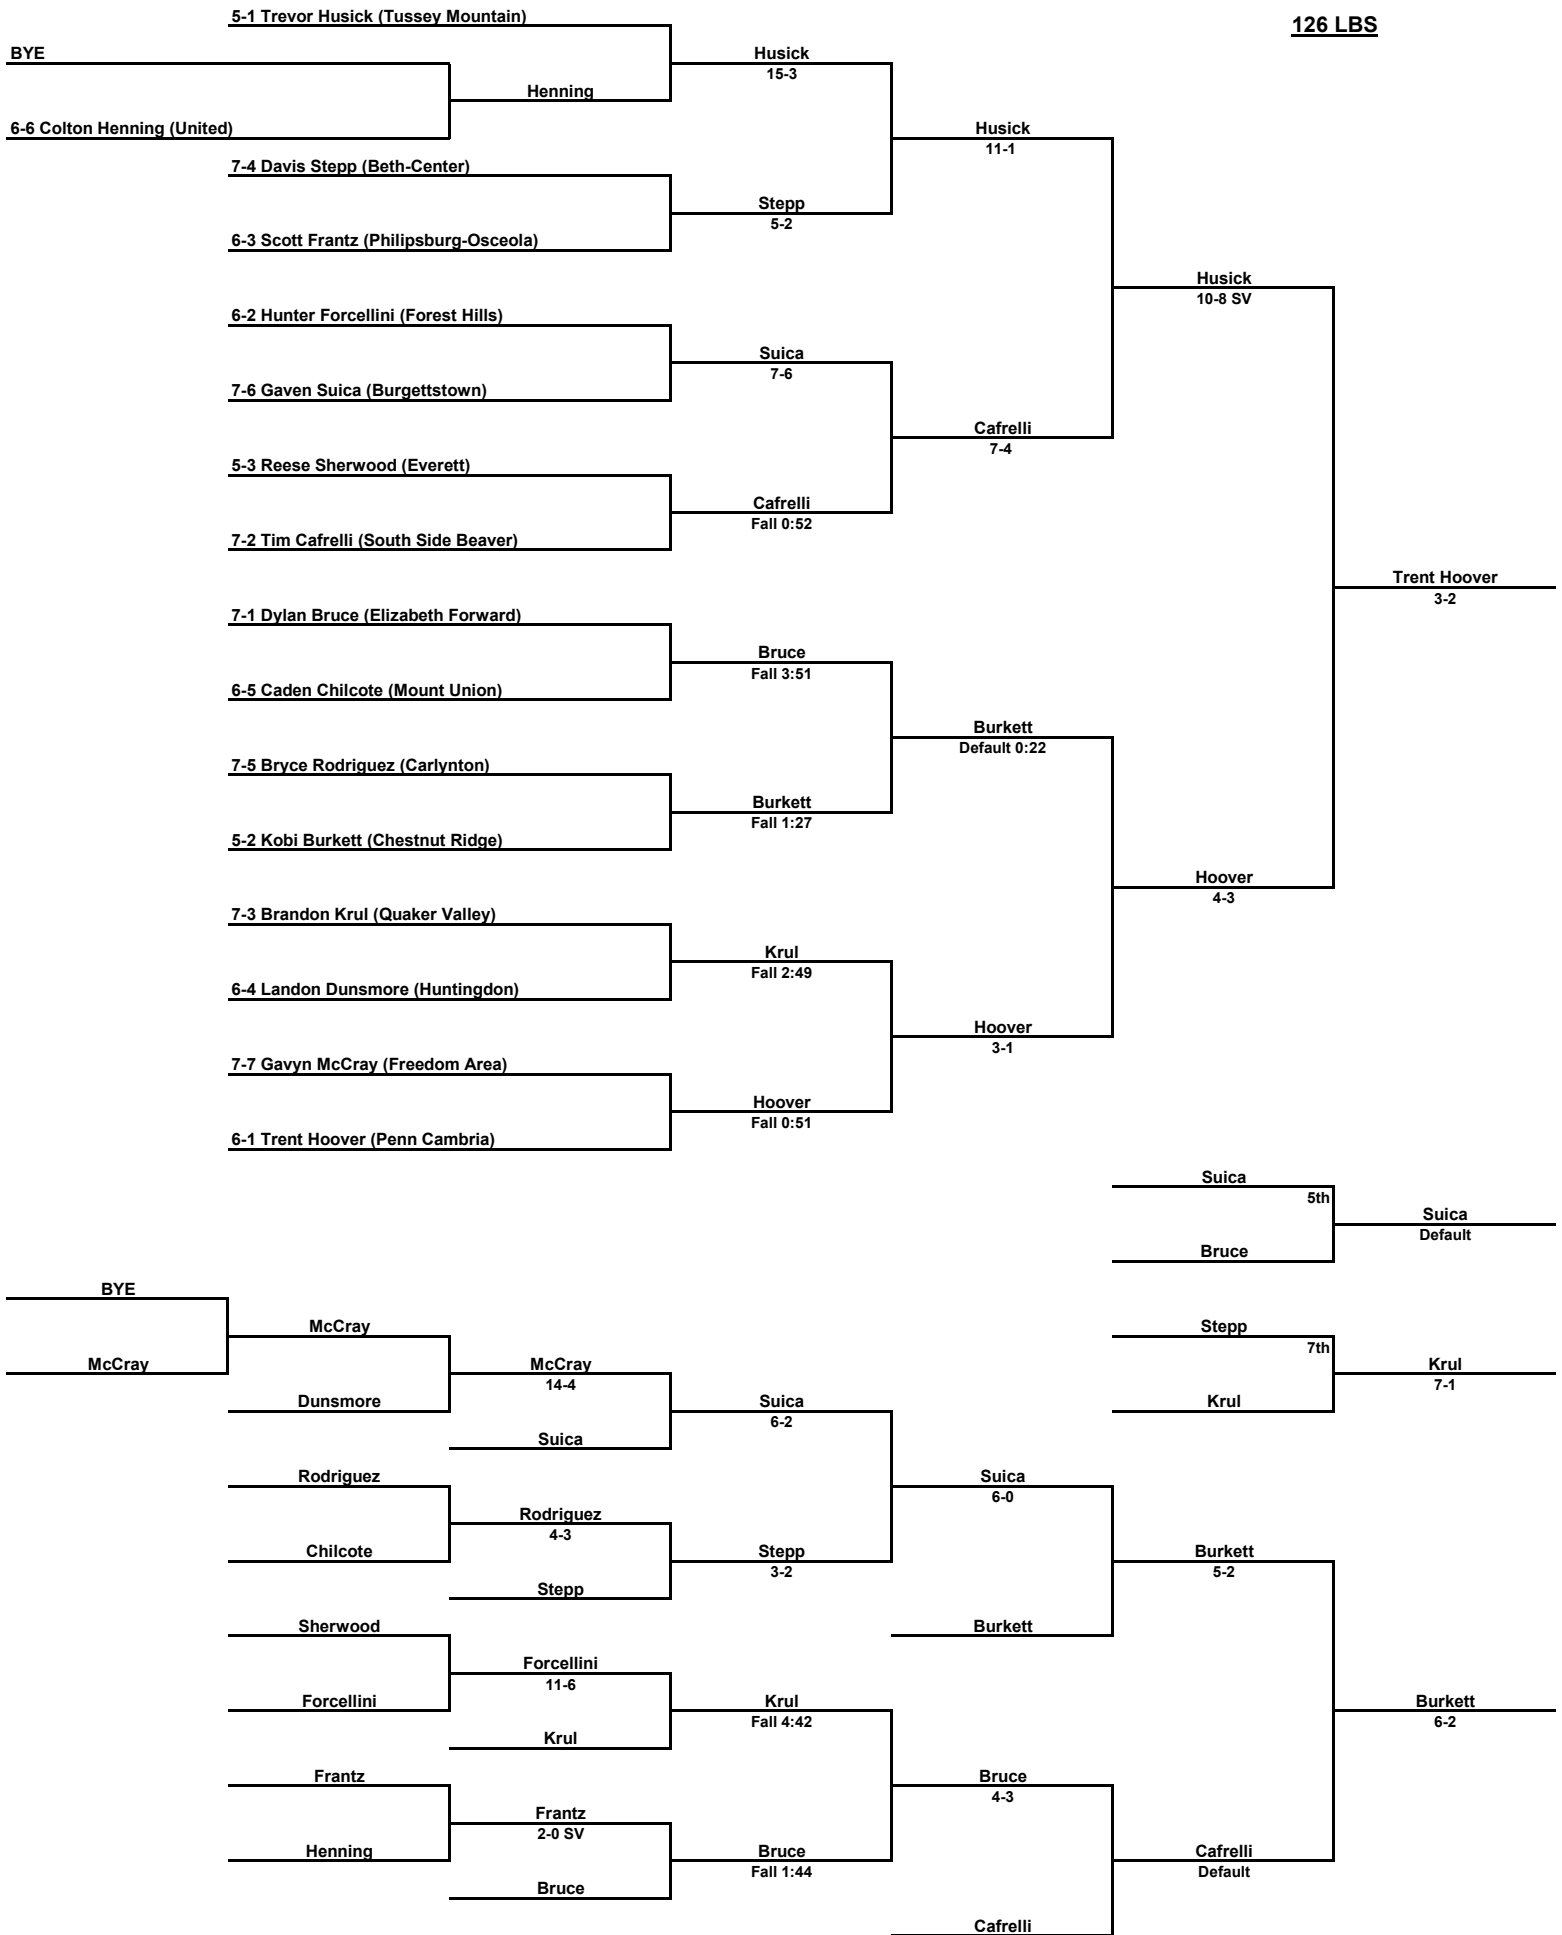 5-1 Trevor Husick (Tussey Mountain)
126 LBS
BYE
Husick
15-3
Henning
6-6 Colton Henning (United)
Husick
11-1
7-4 Davis Stepp (Beth-Center)
Stepp
5-2
6-3 Scott Frantz (Philipsburg-Osceola)
Husick
10-8 SV
6-2 Hunter Forcellini (Forest Hills)
Suica
7-6
7-6 Gaven Suica (Burgettstown)
Cafrelli
7-4
5-3 Reese Sherwood (Everett)
Cafrelli
Fall 0:52
7-2 Tim Cafrelli (South Side Beaver)
Trent Hoover
3-2
7-1 Dylan Bruce (Elizabeth Forward)
Bruce
Fall 3:51
6-5 Caden Chilcote (Mount Union)
Burkett
Default 0:22
7-5 Bryce Rodriguez (Carlynton)
Burkett
Fall 1:27
5-2 Kobi Burkett (Chestnut Ridge)
Hoover
4-3
7-3 Brandon Krul (Quaker Valley)
Krul
Fall 2:49
6-4 Landon Dunsmore (Huntingdon)
Hoover
3-1
7-7 Gavyn McCray (Freedom Area)
Hoover
Fall 0:51
6-1 Trent Hoover (Penn Cambria)
Suica
5th
Suica
Default
Bruce
BYE
McCray
Stepp
7th
McCray
McCray
14-4
Krul
7-1
Dunsmore
Suica
6-2
Krul
Suica
Rodriguez
Suica
6-0
Rodriguez
4-3
Chilcote
Stepp
3-2
Burkett
5-2
Stepp
Sherwood
Burkett
Forcellini
11-6
Forcellini
Krul
Fall 4:42
Burkett
6-2
Krul
Frantz
Bruce
4-3
Frantz
2-0 SV
Henning
Bruce
Fall 1:44
Cafrelli
Default
Bruce
Cafrelli